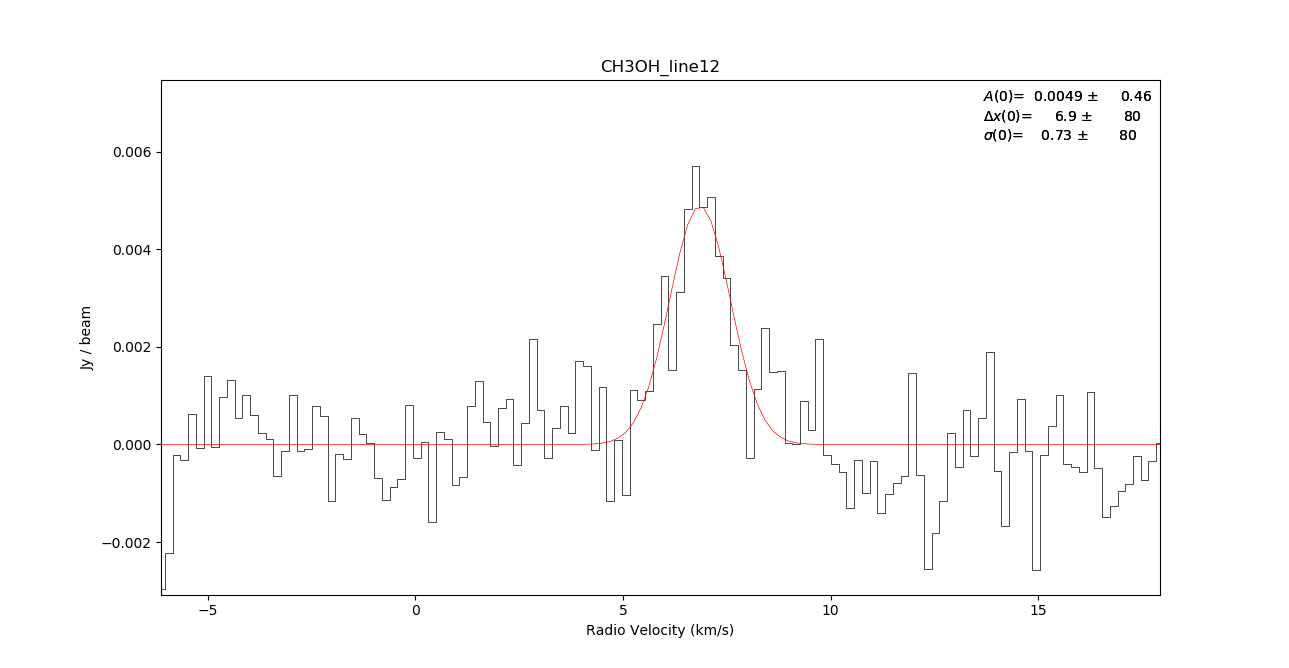 CH3OH_line12
A(0)= 0.0049 ± 0.46
Δx(0)= 6.9 ± 80
σ(0)= 0.73 ± 80
0.006
0.004
0.002
0.000
−0.002
Jy / beam
−5 0 5 10 15
Radio Velocity (km/s)